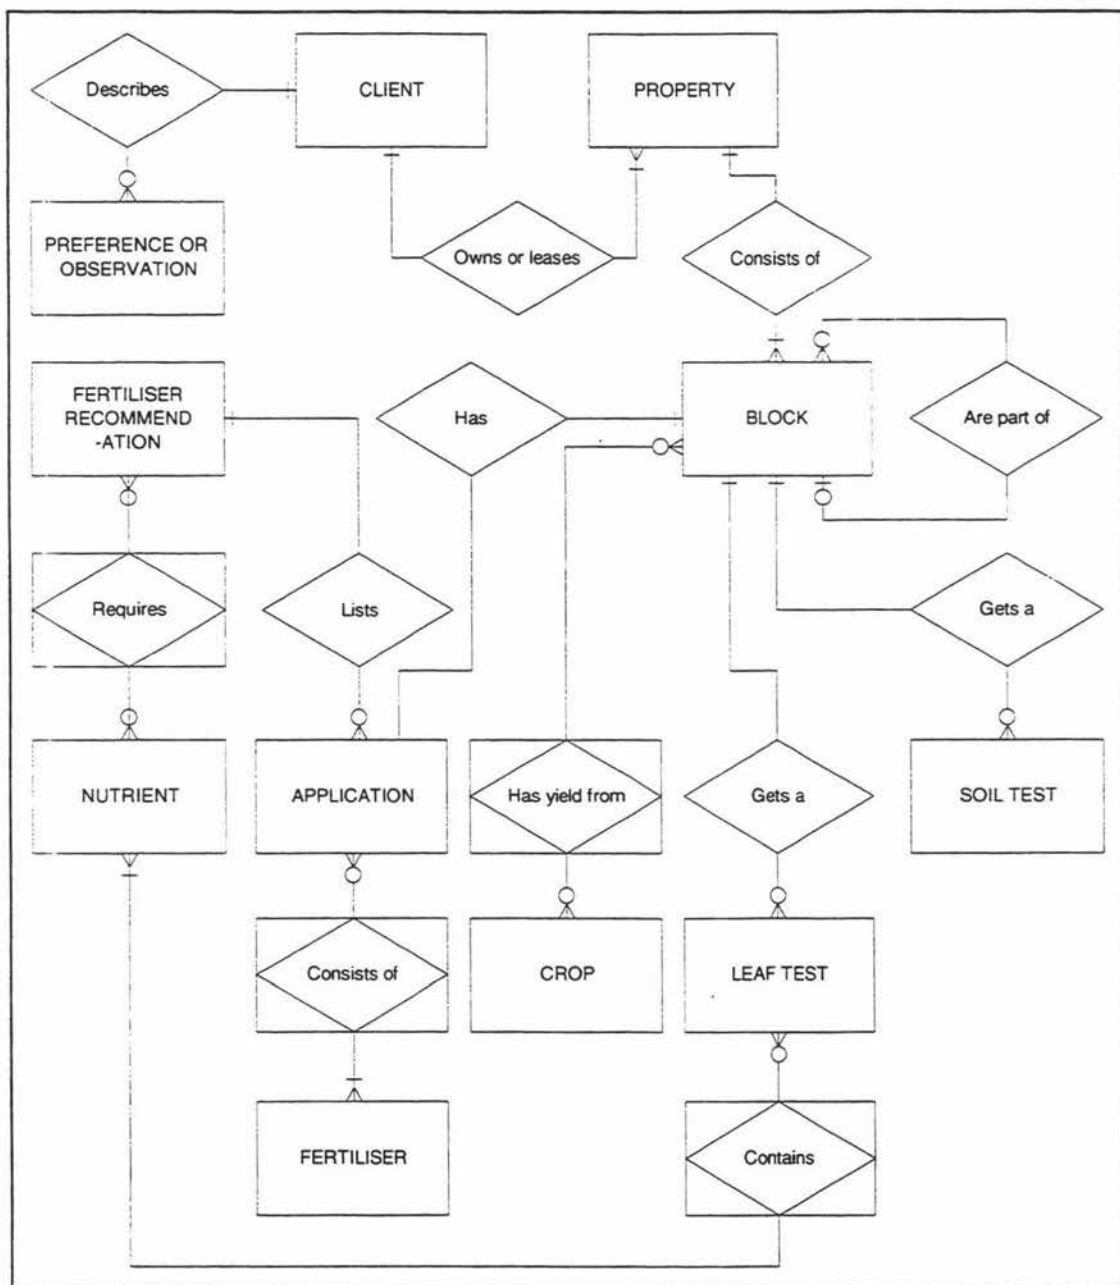 Describes
CLIENT
PROPERTY
PREFERENCE OR
OBSERVATION
Owns or leases
Consists of
FERTILISER
RECOMMEND
-ATION
Has
BLOCK
Are part of
Requires
Lists
Gets a
NUTRIENT
APPLICATION
Has yield from
Gets a
SOIL TEST
Consists of
CROP
LEAF TEST
FERTILISER
Contains